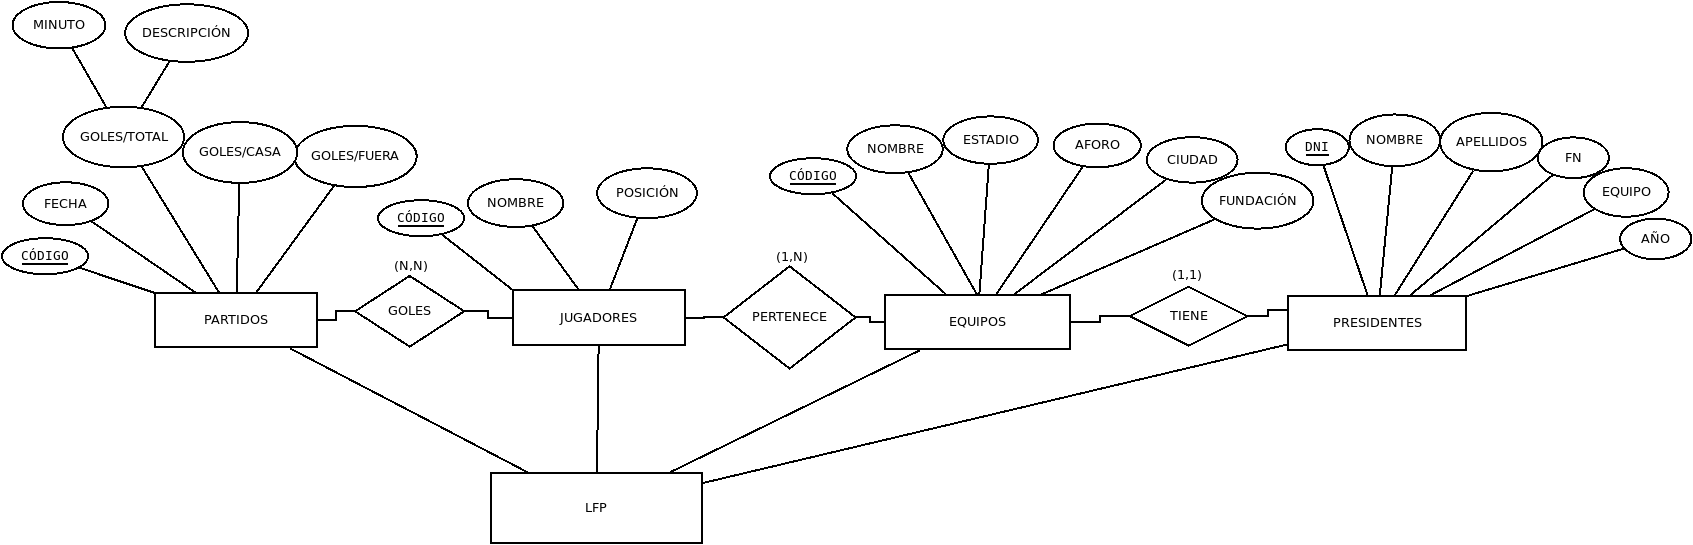 MINUTO
DESCRIPCIÓN
GOLES/TOTAL
GOLES/CASA
GOLES/FUERA
FECHA
CÓDIGO
CÓDIGO
NOMBRE
POSICIÓN
CÓDIGO
NOMBRE
ESTADIO
AFORO
CIUDAD
FUNDACIÓN
DNI
NOMBRE
APELLIDOS
FN
EQUIPO
AÑO
(N,N)
(1,N)
(1,1)
PARTIDOS
GOLES
JUGADORES
PERTENECE
EQUIPOS
TIENE
PRESIDENTES
LFP